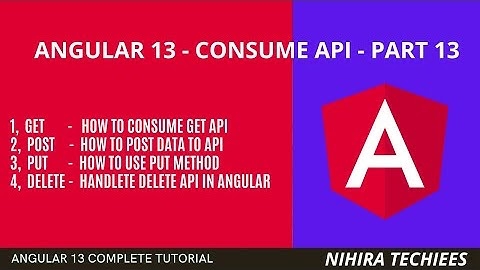 ANGULAR 13 - CONSUME API - PART 13
1, GET - HOW TO CONSUME GET API
2, POST - HOW TO POST DATA TO API
3, PUT - HOW TO USE PUT METHOD
4, DELETE - HANDLETE DELETE API IN ANGULAR
A
ANGULAR 13 COMPLETE TUTORIAL
NIHIRA TECHIEES